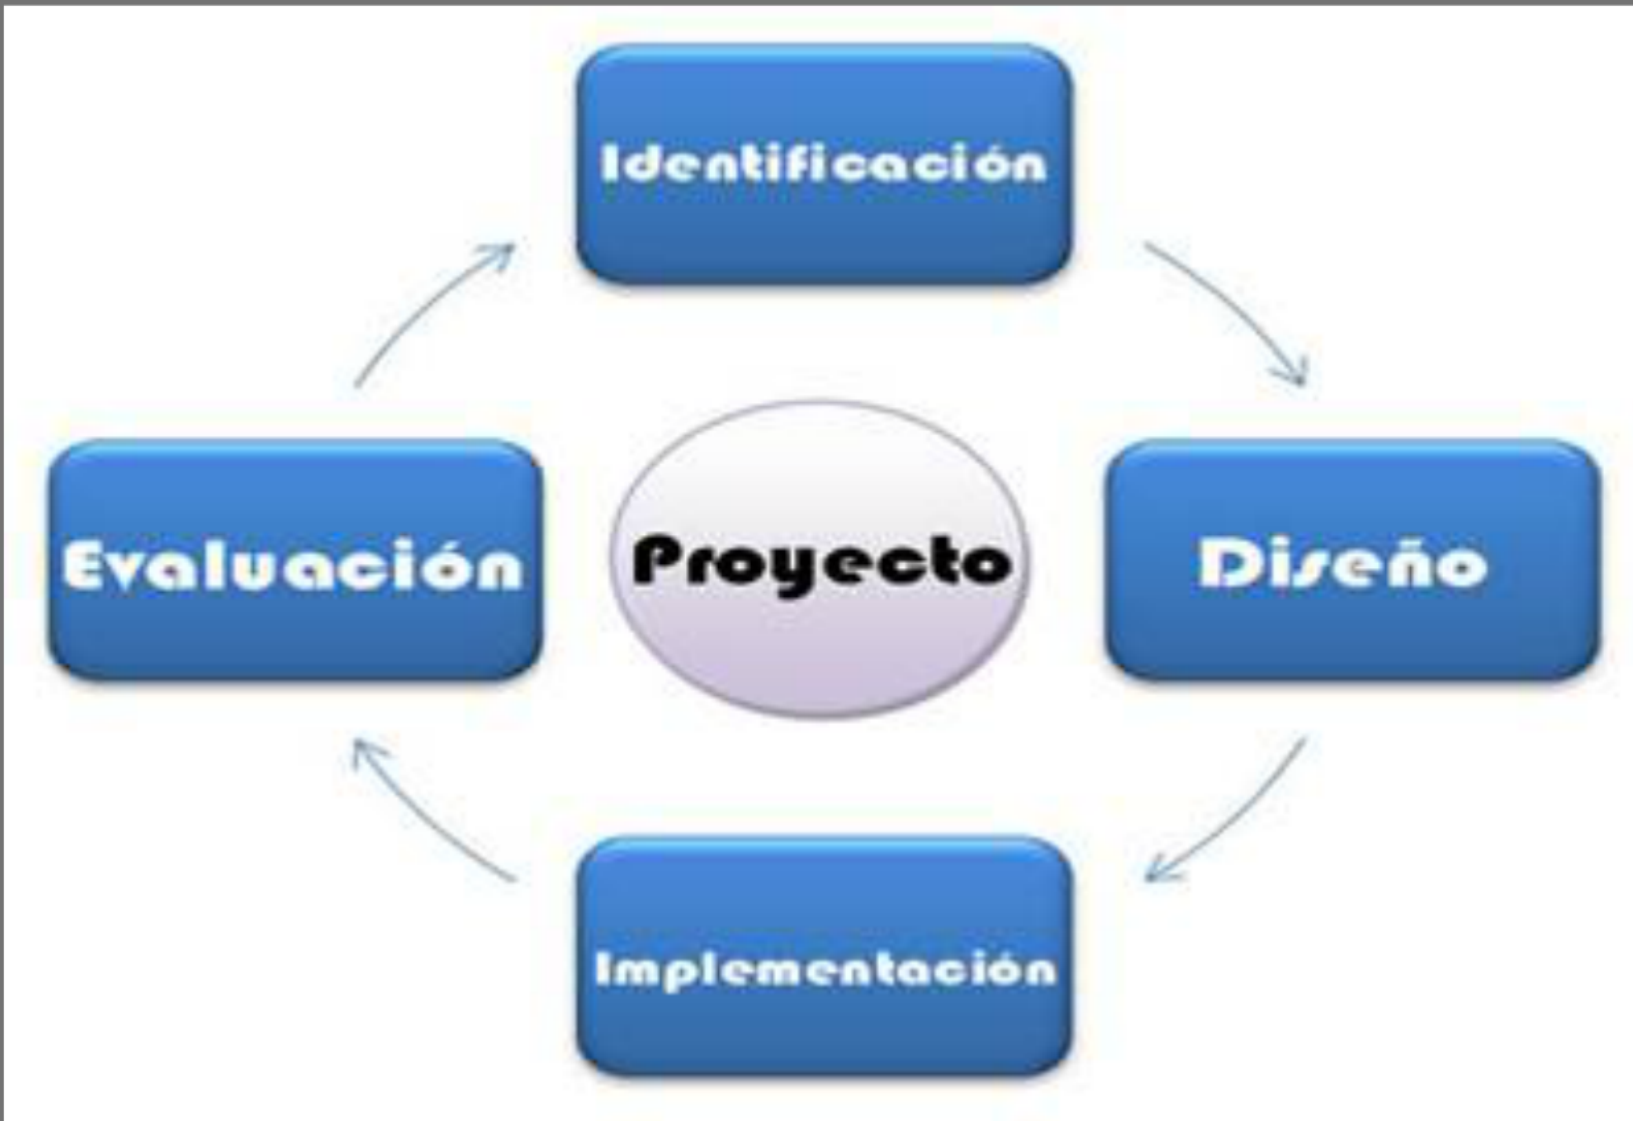 Identificación
Evaluación
Proyecto
Diseño
Implementación